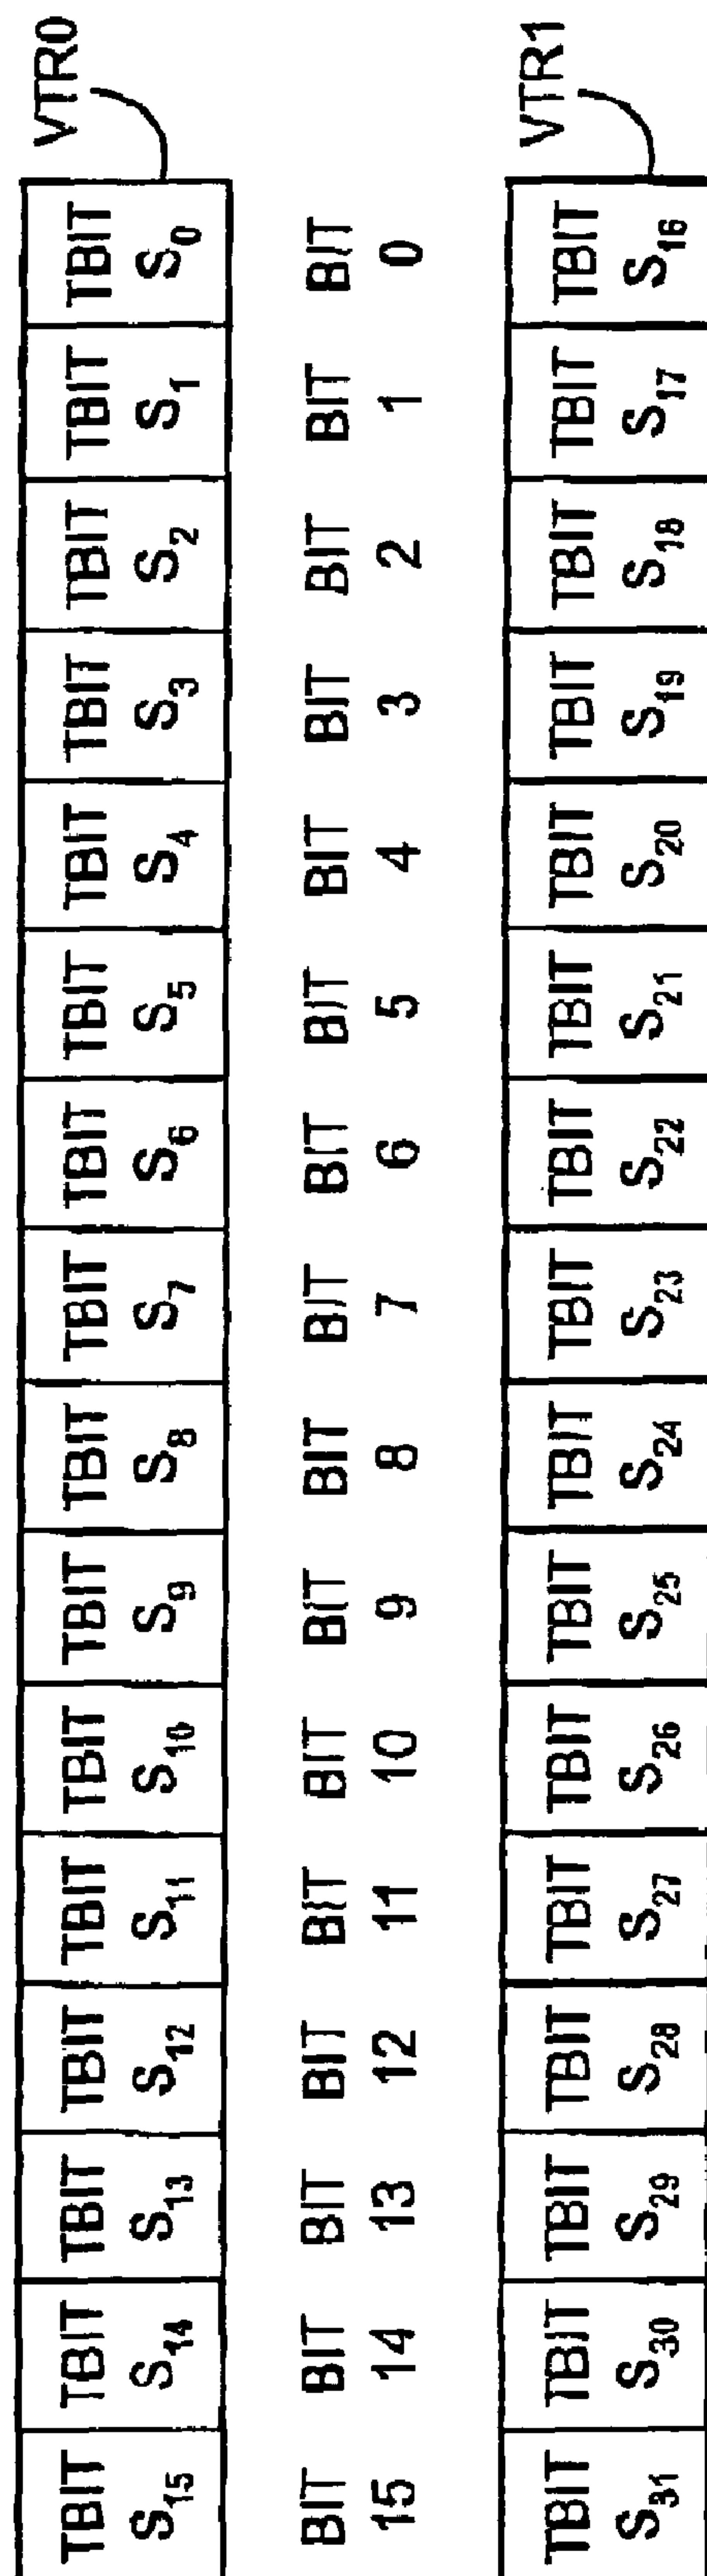 TBIT TBIT TBIT TBIT TBIT TBIT TBIT TBIT TBIT TBIT TBIT TBIT TBIT TBIT TBIT TBIT VTR0
S₁₅ S₁₄ S₁₃ S₁₂ S₁₁ S₁₀ S₉ S₈ S₇ S₆ S₅ S₄ S₃ S₂ S₁ S₀
BIT BIT BIT BIT BIT BIT BIT BIT BIT BIT BIT BIT BIT BIT BIT BIT
15 14 13 12 11 10 9 8 7 6 5 4 3 2 1 0
TBIT TBIT TBIT TBIT TBIT TBIT TBIT TBIT TBIT TBIT TBIT TBIT TBIT TBIT TBIT TBIT VTR1
S₃₁ S₃₀ S₂₉ S₂₈ S₂₇ S₂₆ S₂₅ S₂₄ S₂₃ S₂₂ S₂₁ S₂₀ S₁₉ S₁₈ S₁₇ S₁₆